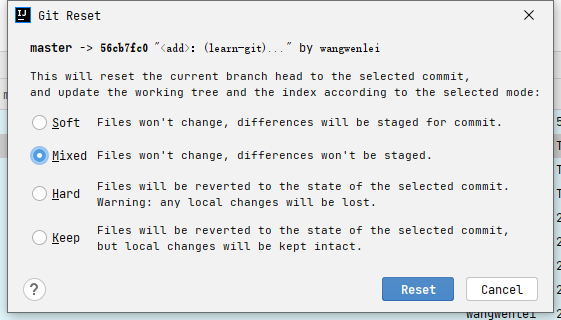 Git Reset
master -> 56cb7fc0 "<add>: (learn-git)..." by wangwenlei
This will reset the current branch head to the selected commit,
and update the working tree and the index according to the selected mode:
Soft Files won't change, differences will be staged for commit.
Mixed Files won't change, differences won't be staged.
Hard Files will be reverted to the state of the selected commit.
Warning: any local changes will be lost.
Keep Files will be reverted to the state of the selected commit,
but local changes will be kept intact.
? Reset Cancel
wangwenlei